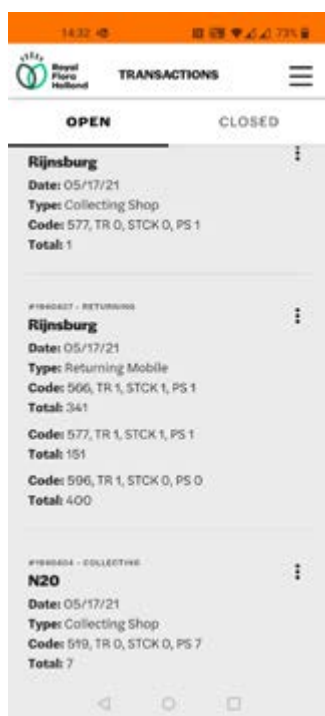 14:32
73%
Royal
Flora
Holland
TRANSACTIONS
OPEN
CLOSED
Rijnsburg
Date: 05/17/21
Type: Collecting Shop
Code: 577, TR 0, STCK 0, PS 1
Total: 1
RETURNING
Rijnsburg
Date: 05/17/21
Type: Returning Mobile
Code: 566, TR 1, STCK 1, PS 1
Total: 341
Code: 577, TR 1, STCK 1, PS 1
Total: 151
Code: 596, TR 1, STCK 0, PS 0
Total: 400
- COLLECTING
N20
Date: 05/17/21
Type: Collecting Shop
Code: 519, TR 0, STCK 0, PS 7
Total: 7